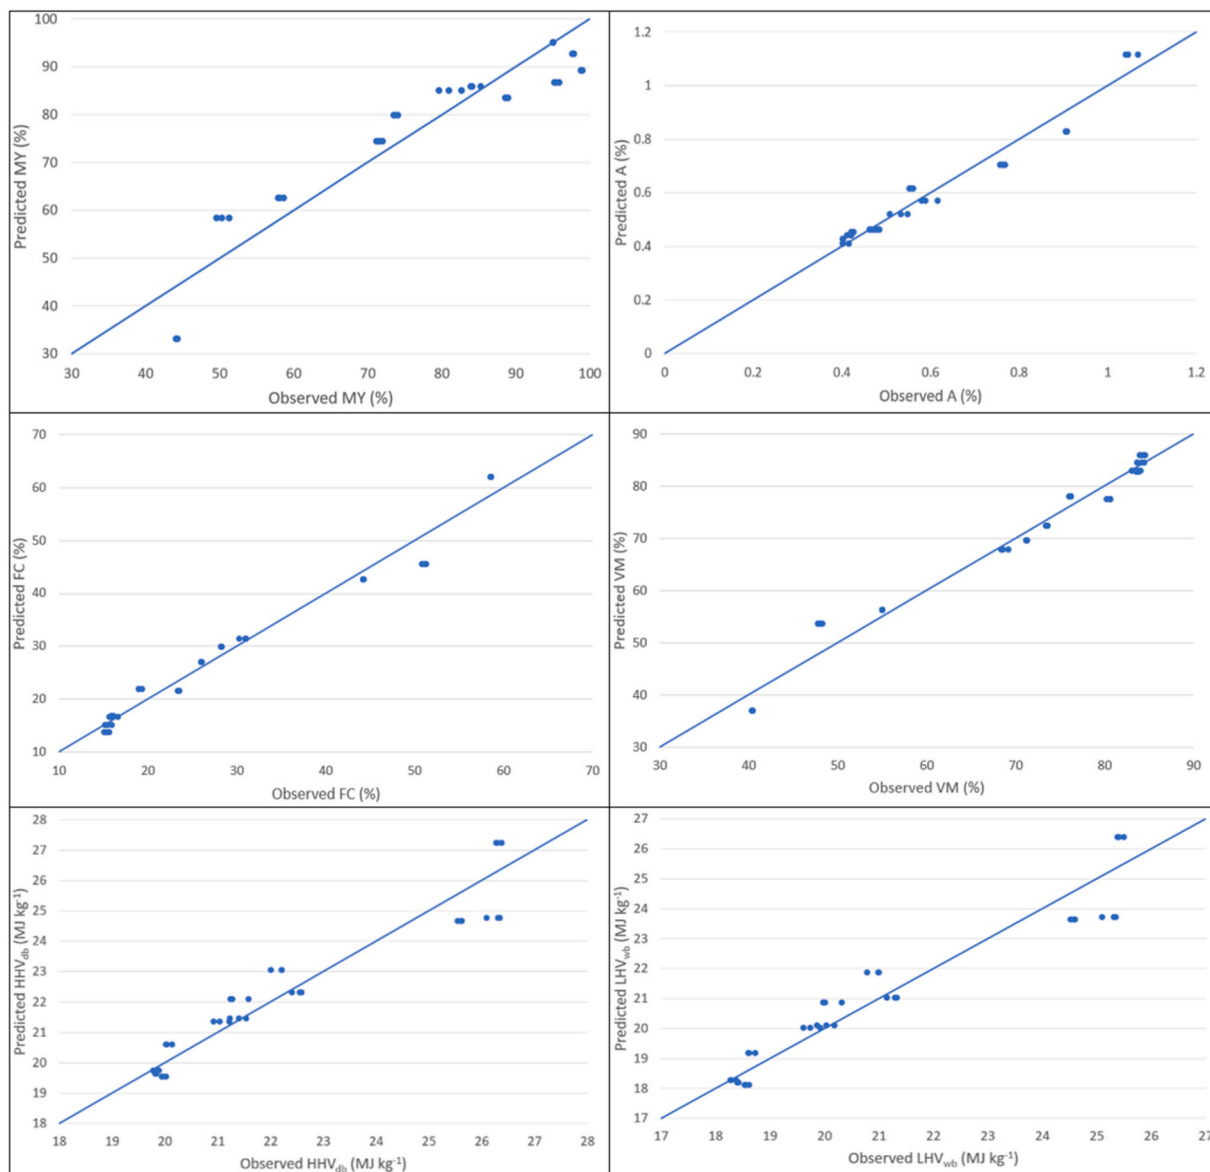 100
90
80
70
60
50
40
30
Predicted MY (%)
30 40 50 60 70 80 90 100
Observed MY (%)
1.2
1
0.8
0.6
0.4
0.2
0
Predicted A (%)
0 0.2 0.4 0.6 0.8 1 1.2
Observed A (%)
70
60
50
40
30
20
10
Predicted FC (%)
10 20 30 40 50 60 70
Observed FC (%)
90
80
70
60
50
40
30
Predicted VM (%)
30 40 50 60 70 80 90
Observed VM (%)
28
27
26
25
24
23
22
21
20
19
18
Predicted HHVdb (MJ kg-1)
18 19 20 21 22 23 24 25 26 27 28
Observed HHVdb (MJ kg-1)
27
26
25
24
23
22
21
20
19
18
17
Predicted LHVwb (MJ kg-1)
17 18 19 20 21 22 23 24 25 26 27
Observed LHVwb (MJ kg-1)